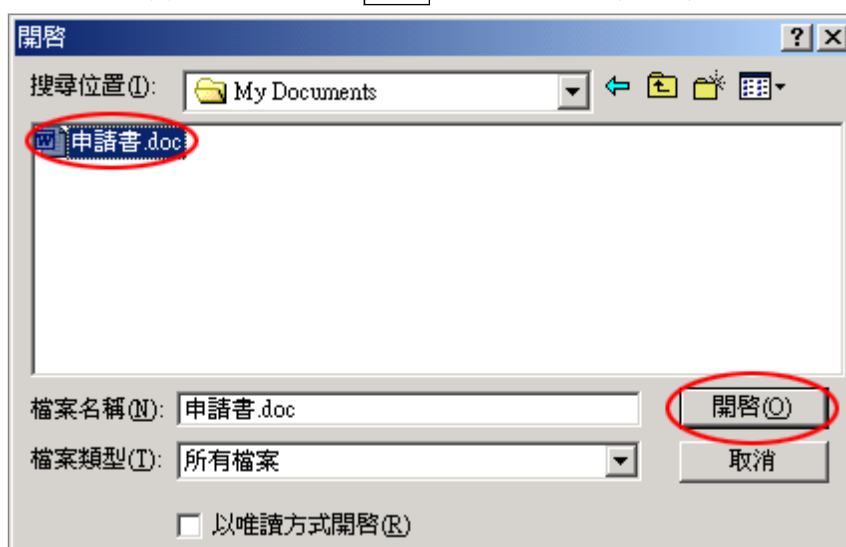 開啓
搜尋位置(I): My Documents
申請書.doc
檔案名稱(N): 申請書.doc 開啓(O)
檔案類型(T): 所有檔案 取消
以唯讀方式開啓(R)